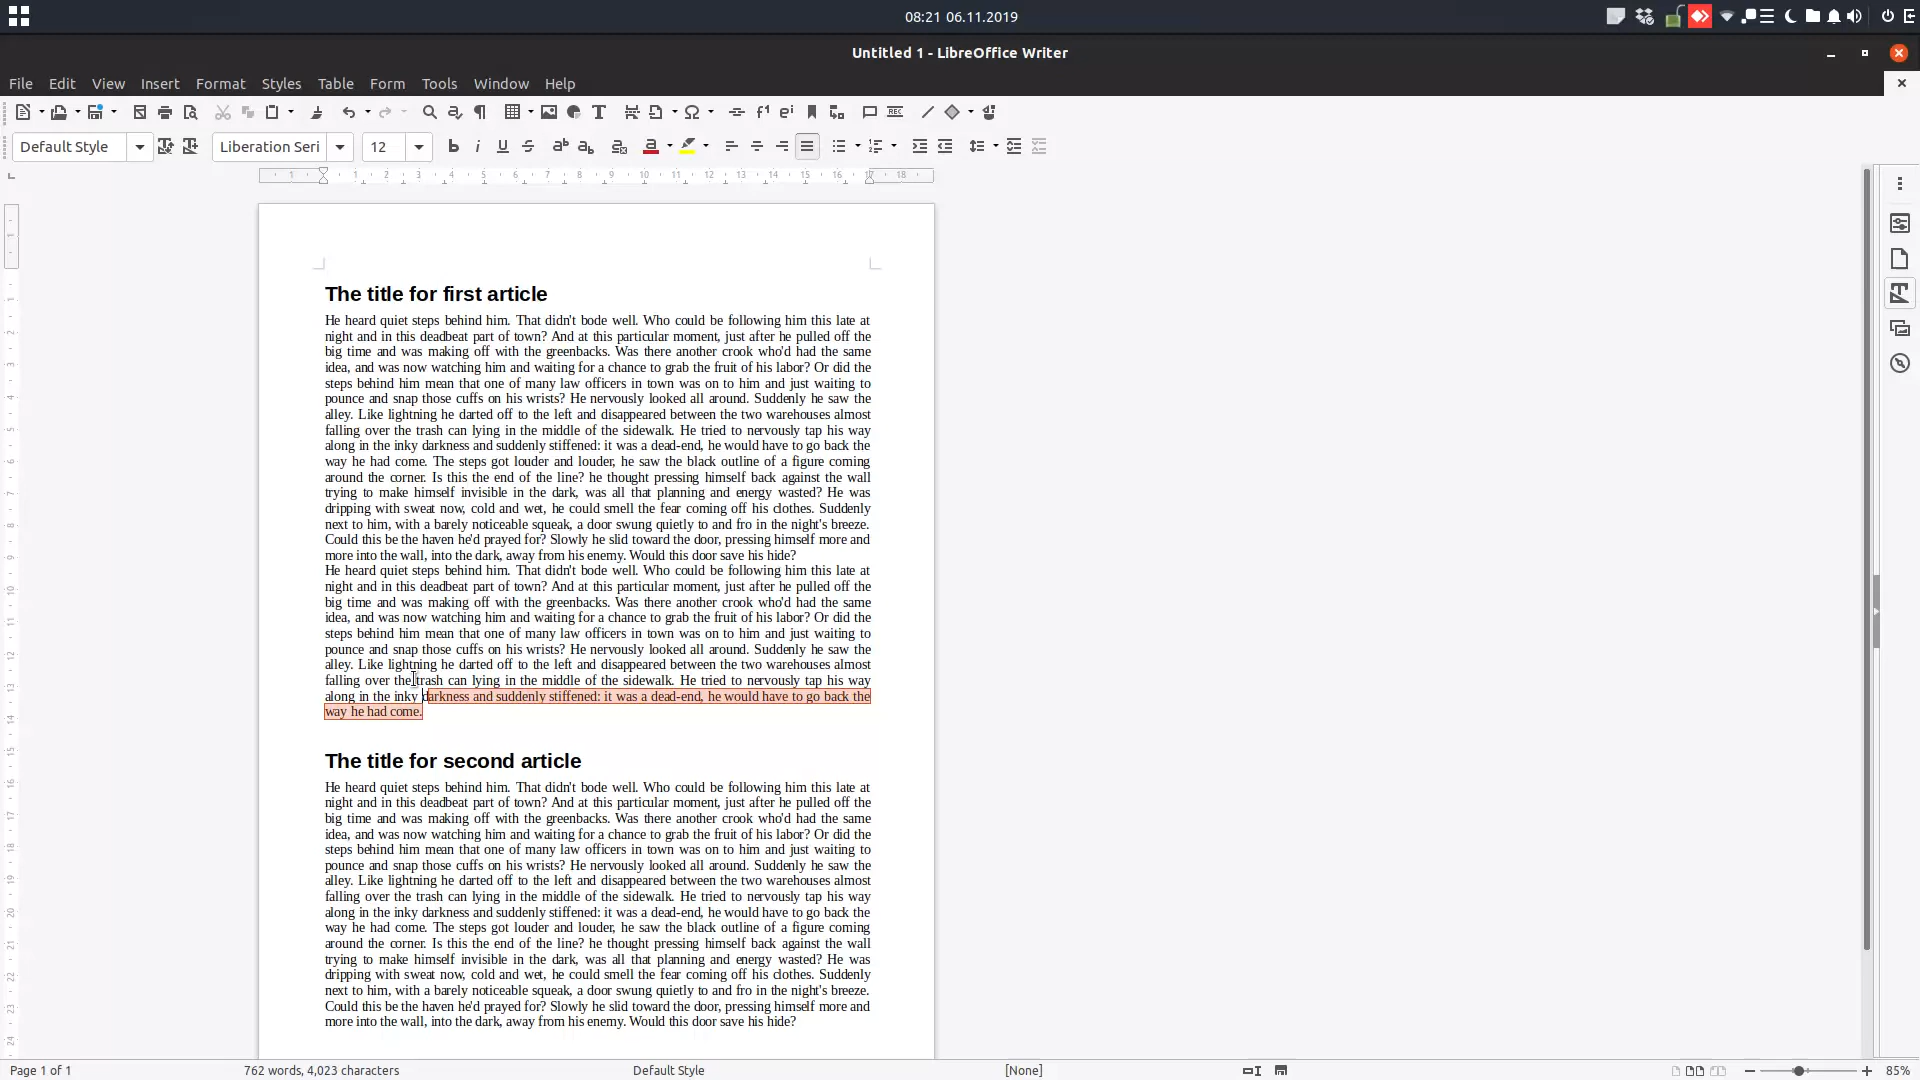 08:21 06.11.2019
Untitled 1 - LibreOffice Writer
File Edit View Insert Format Styles Table Form Tools Window Help
Default Style Liberation Seri 12
1 1 2 3 4 5 6 7 8 9 10 11 12 13 14 15 16 17 18
The title for first article
He heard quiet steps behind him. That didn't bode well. Who could be following him this late at
night and in this deadbeat part of town? And at this particular moment, just after he pulled off the
big time and was making off with the greenbacks. Was there another crook who'd had the same
idea, and was now watching him and waiting for a chance to grab the fruit of his labor? Or did the
steps behind him mean that one of many law officers in town was on to him and just waiting to
pounce and snap those cuffs on his wrists? He nervously looked all around. Suddenly he saw the
alley. Like lightning he darted off to the left and disappeared between the two warehouses almost
falling over the trash can lying in the middle of the sidewalk. He tried to nervously tap his way
along in the inky darkness and suddenly stiffened: it was a dead-end, he would have to go back the
way he had come. The steps got louder and louder, he saw the black outline of a figure coming
around the corner. Is this the end of the line? he thought pressing himself back against the wall
trying to make himself invisible in the dark, was all that planning and energy wasted? He was
dripping with sweat now, cold and wet, he could smell the fear coming off his clothes. Suddenly
next to him, with a barely noticeable squeak, a door swung quietly to and fro in the night's breeze.
Could this be the haven he'd prayed for? Slowly he slid toward the door, pressing himself more and
more into the wall, into the dark, away from his enemy. Would this door save his hide?
He heard quiet steps behind him. That didn't bode well. Who could be following him this late at
night and in this deadbeat part of town? And at this particular moment, just after he pulled off the
big time and was making off with the greenbacks. Was there another crook who'd had the same
idea, and was now watching him and waiting for a chance to grab the fruit of his labor? Or did the
steps behind him mean that one of many law officers in town was on to him and just waiting to
pounce and snap those cuffs on his wrists? He nervously looked all around. Suddenly he saw the
alley. Like lightning he darted off to the left and disappeared between the two warehouses almost
falling over the trash can lying in the middle of the sidewalk. He tried to nervously tap his way
along in the inky darkness and suddenly stiffened: it was a dead-end, he would have to go back the
way he had come.
The title for second article
He heard quiet steps behind him. That didn't bode well. Who could be following him this late at
night and in this deadbeat part of town? And at this particular moment, just after he pulled off the
big time and was making off with the greenbacks. Was there another crook who'd had the same
idea, and was now watching him and waiting for a chance to grab the fruit of his labor? Or did the
steps behind him mean that one of many law officers in town was on to him and just waiting to
pounce and snap those cuffs on his wrists? He nervously looked all around. Suddenly he saw the
alley. Like lightning he darted off to the left and disappeared between the two warehouses almost
falling over the trash can lying in the middle of the sidewalk. He tried to nervously tap his way
along in the inky darkness and suddenly stiffened: it was a dead-end, he would have to go back the
way he had come. The steps got louder and louder, he saw the black outline of a figure coming
around the corner. Is this the end of the line? he thought pressing himself back against the wall
trying to make himself invisible in the dark, was all that planning and energy wasted? He was
dripping with sweat now, cold and wet, he could smell the fear coming off his clothes. Suddenly
next to him, with a barely noticeable squeak, a door swung quietly to and fro in the night's breeze.
Could this be the haven he'd prayed for? Slowly he slid toward the door, pressing himself more and
more into the wall, into the dark, away from his enemy. Would this door save his hide?
Page 1 of 1 762 words, 4,023 characters Default Style [None] 85%